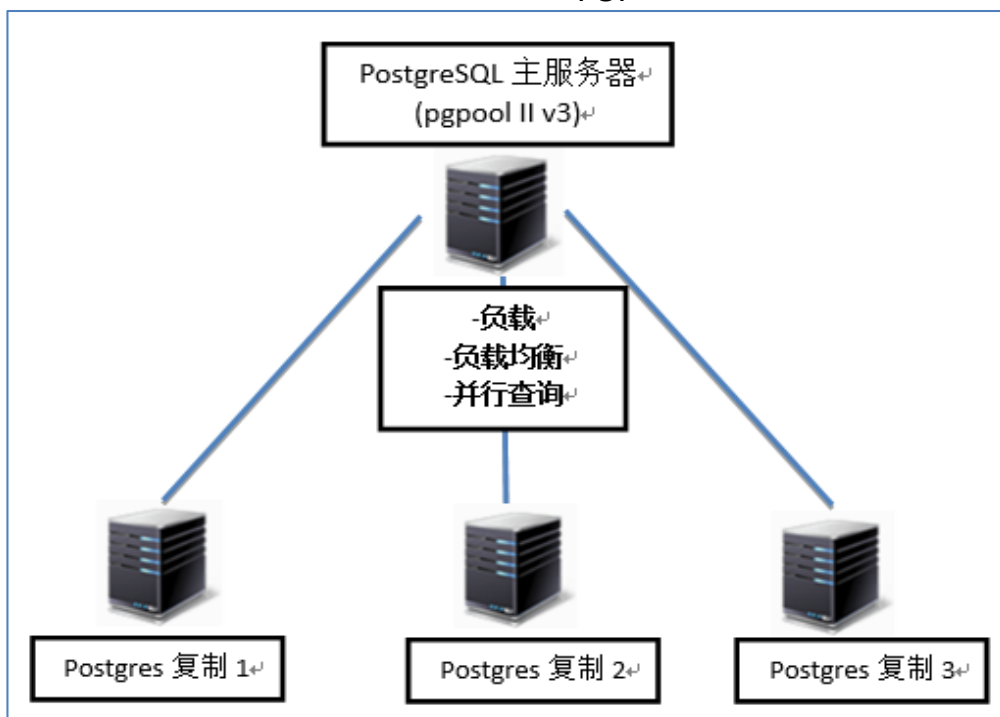 PostgreSQL 主服务器↵
(pgpool II v3)↵
-负载↵
-负载均衡↵
-并行查询↵
Postgres 复制 1↵
Postgres 复制 2↵
Postgres 复制 3↵